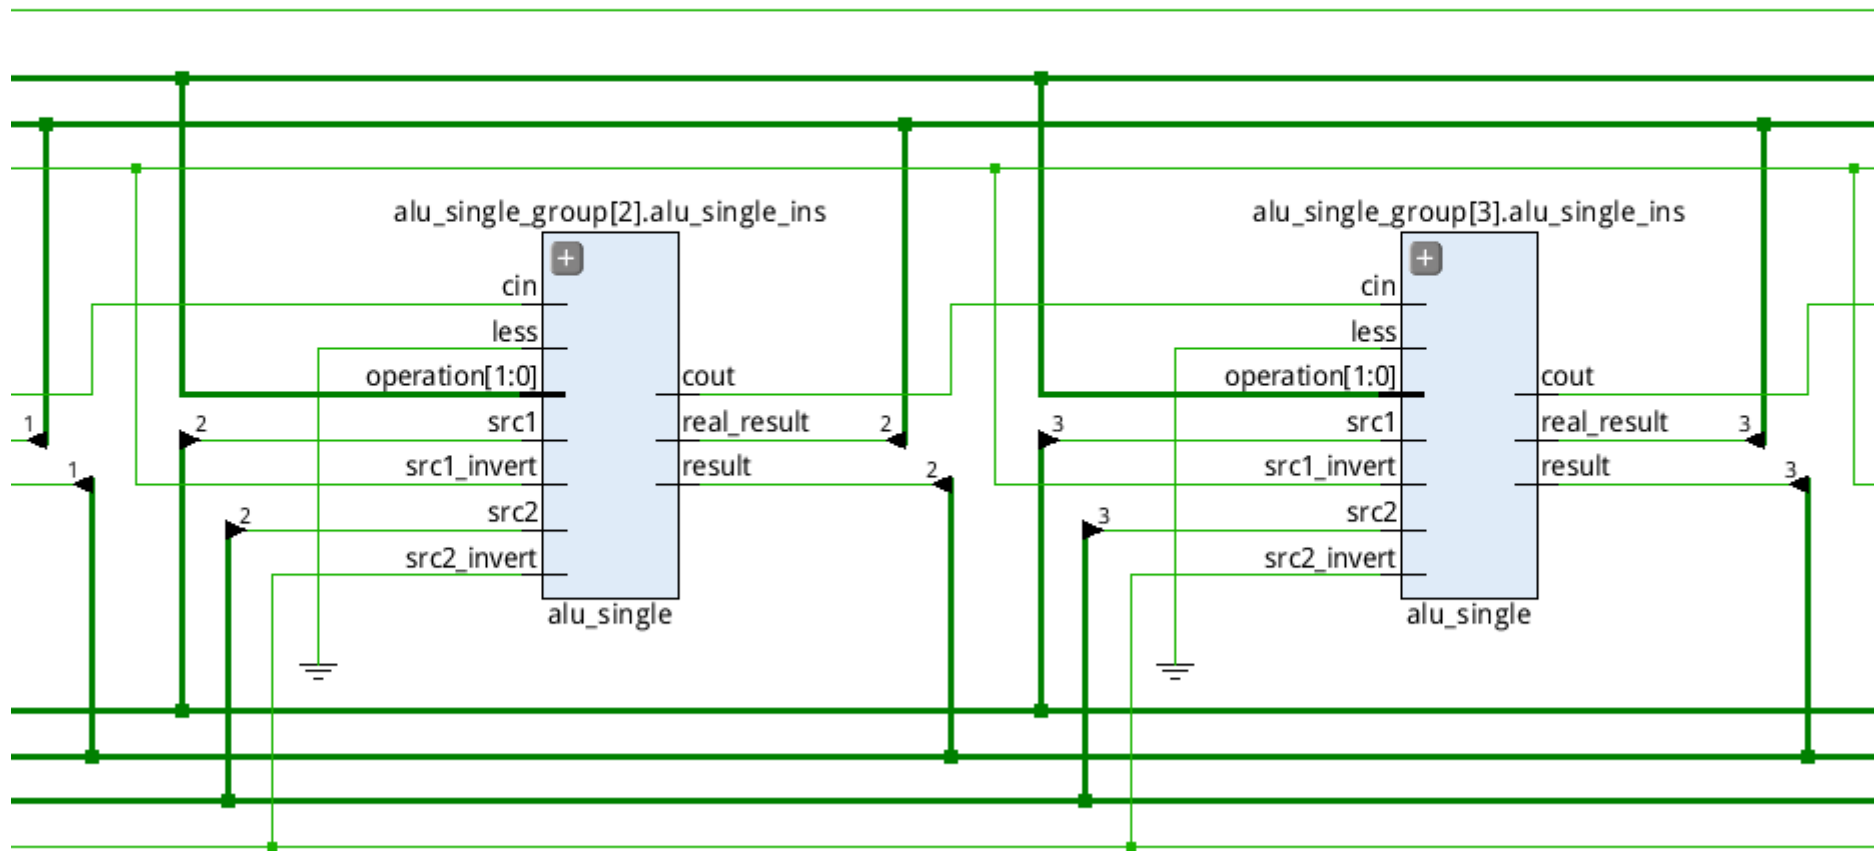 alu_single_group[2].alu_single_ins
alu_single_group[3].alu_single_ins
+
+
cin
cin
less
less
operation[1:0]
cout
operation[1:0]
cout
1
2
src1
real_result
2
3
src1
real_result
3
1
src1_invert
result
2
src1_invert
result
3
2
src2
3
src2
src2_invert
src2_invert
alu_single
alu_single